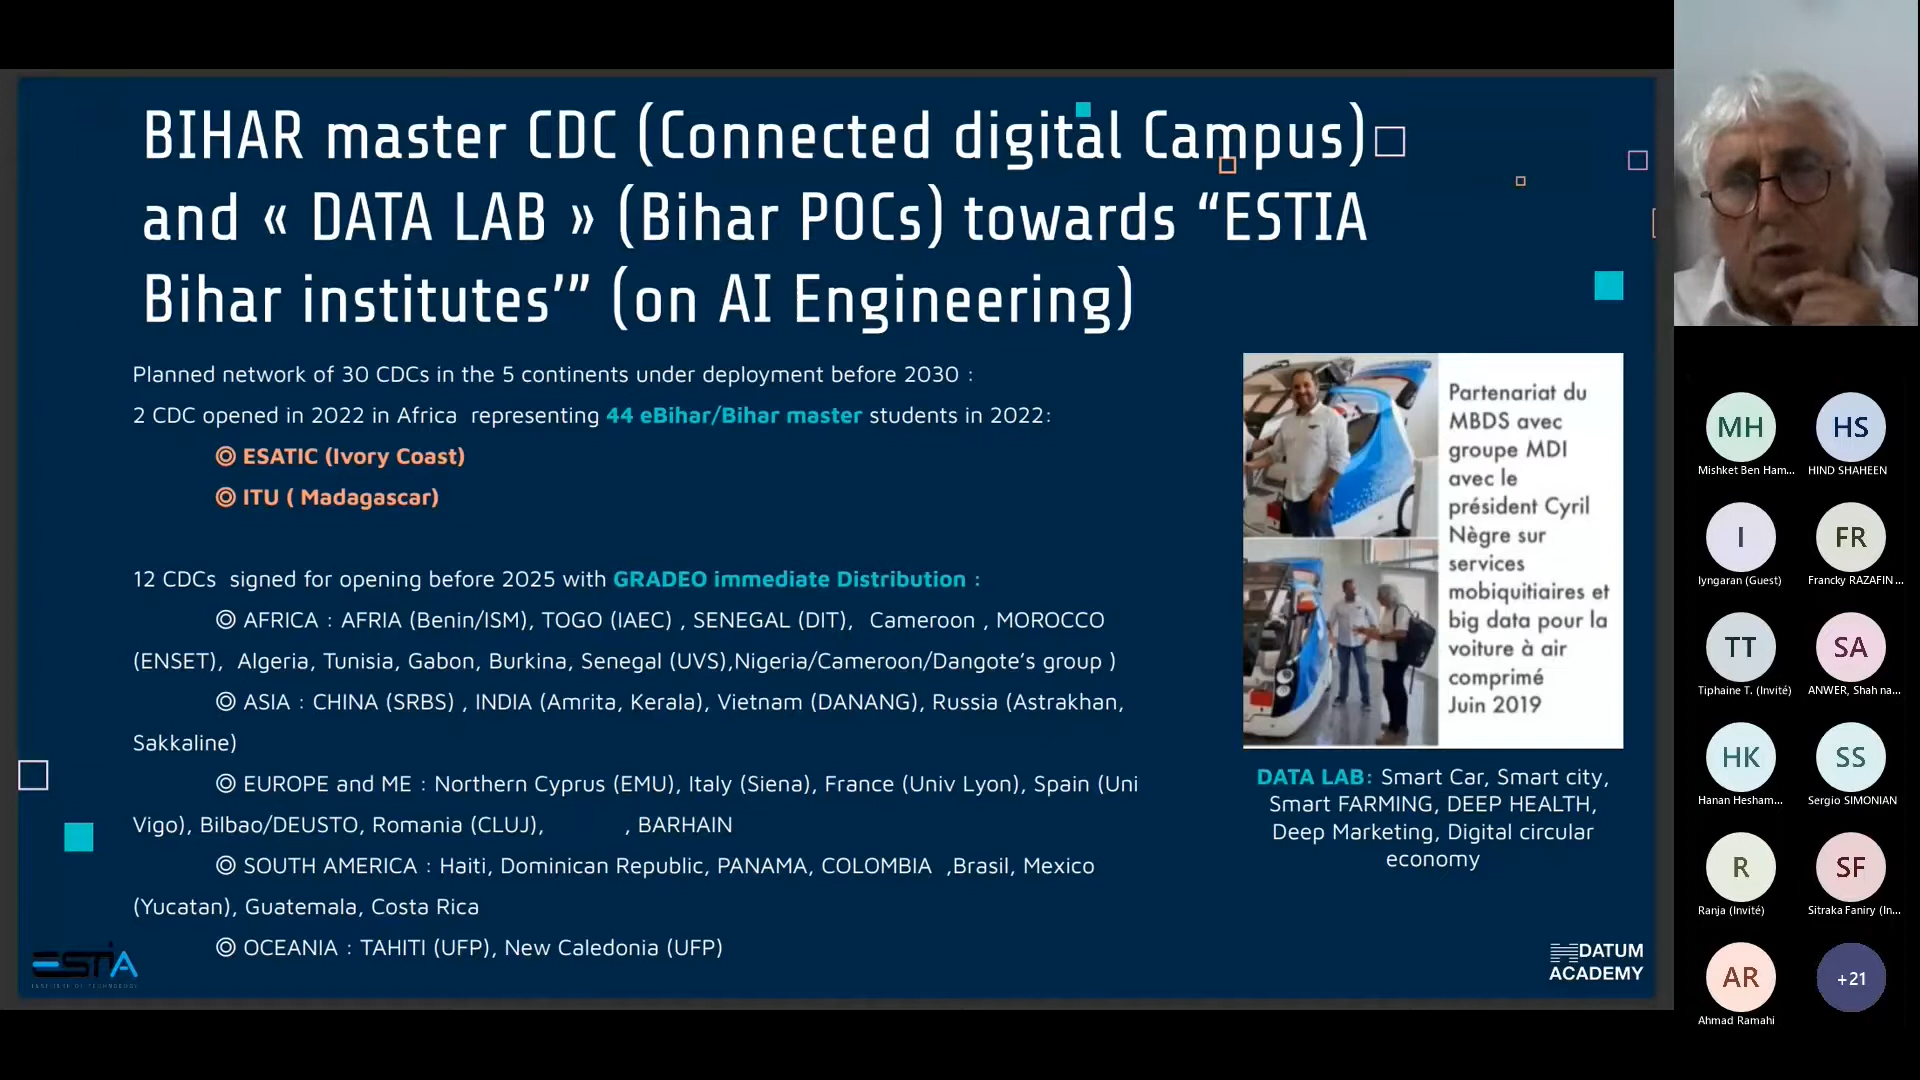 BIHAR master CDC (Connected digital Campus)
and « DATA LAB » (Bihar POCs) towards “ESTIA
Bihar institutes’” (on AI Engineering)
Planned network of 30 CDCs in the 5 continents under deployment before 2030 :
2 CDC opened in 2022 in Africa representing 44 eBihar/Bihar master students in 2022:
ESATIC (Ivory Coast)
ITU ( Madagascar)
12 CDCs signed for opening before 2025 with GRADEO immediate Distribution :
AFRICA : AFRIA (Benin/ISM), TOGO (IAEC) , SENEGAL (DIT), Cameroon , MOROCCO
(ENSET), Algeria, Tunisia, Gabon, Burkina, Senegal (UVS),Nigeria/Cameroon/Dangote’s group )
ASIA : CHINA (SRBS) , INDIA (Amrita, Kerala), Vietnam (DANANG), Russia (Astrakhan,
Sakkaline)
EUROPE and ME : Northern Cyprus (EMU), Italy (Siena), France (Univ Lyon), Spain (Uni
Vigo), Bilbao/DEUSTO, Romania (CLUJ), , BARHAIN
SOUTH AMERICA : Haiti, Dominican Republic, PANAMA, COLOMBIA ,Brasil, Mexico
(Yucatan), Guatemala, Costa Rica
OCEANIA : TAHITI (UFP), New Caledonia (UFP)
Partenariat du
MBDS avec
groupe MDI
avec le
président Cyril
Nègre sur
services
mobiquitiaires et
big data pour la
voiture à air
comprimé
Juin 2019
DATA LAB: Smart Car, Smart city,
Smart FARMING, DEEP HEALTH,
Deep Marketing, Digital circular
economy
ESTIA
INSTITUTE OF TECHNOLOGY
DATUM
ACADEMY
MH
Mishket Ben Ham...
HS
HIND SHAHEEN
I
Iyngaran (Guest)
FR
Francky RAZAFIN...
TT
Tiphaine T. (Invité)
SA
ANWER, Shah na...
HK
Hanan Hesham...
SS
Sergio SIMONIAN
R
Ranja (Invité)
SF
Sitraka Faniry (In...
AR
Ahmad Ramahi
+21